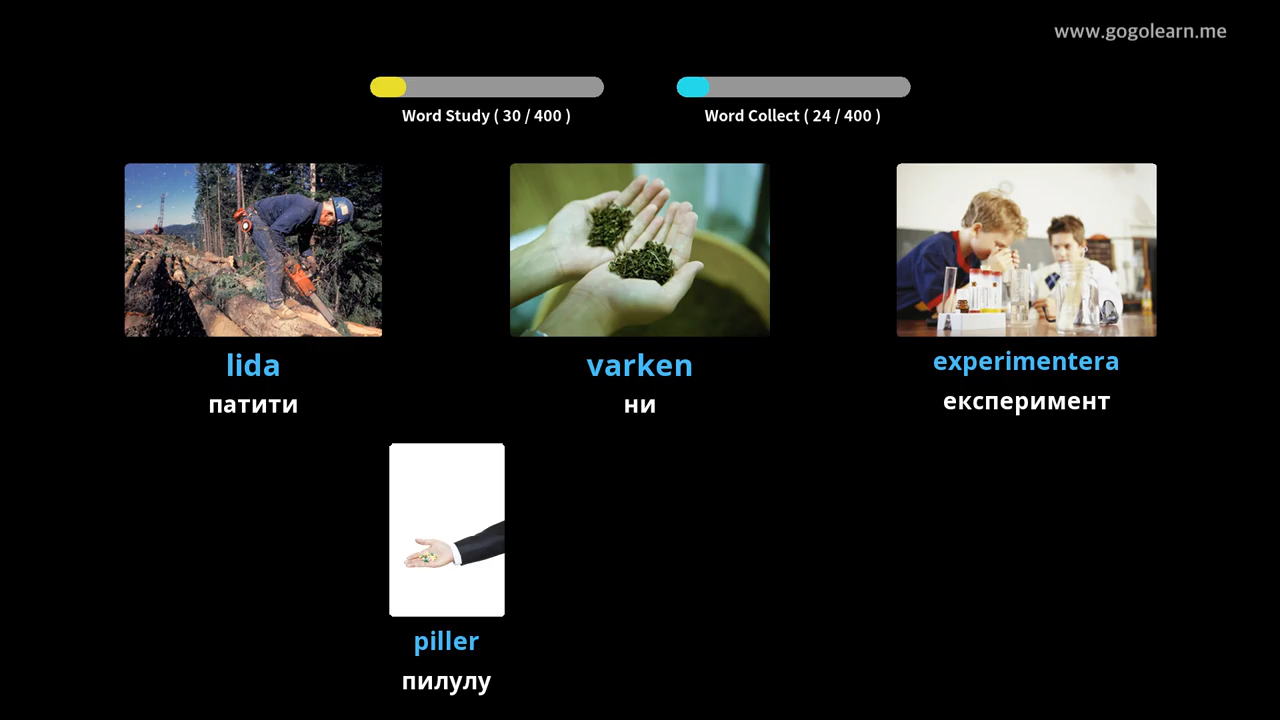 www.gogolearn.me
Word Study ( 30 / 400 )
Word Collect ( 24 / 400 )
lida
патити
varken
ни
experimentera
експеримент
piller
пилулу